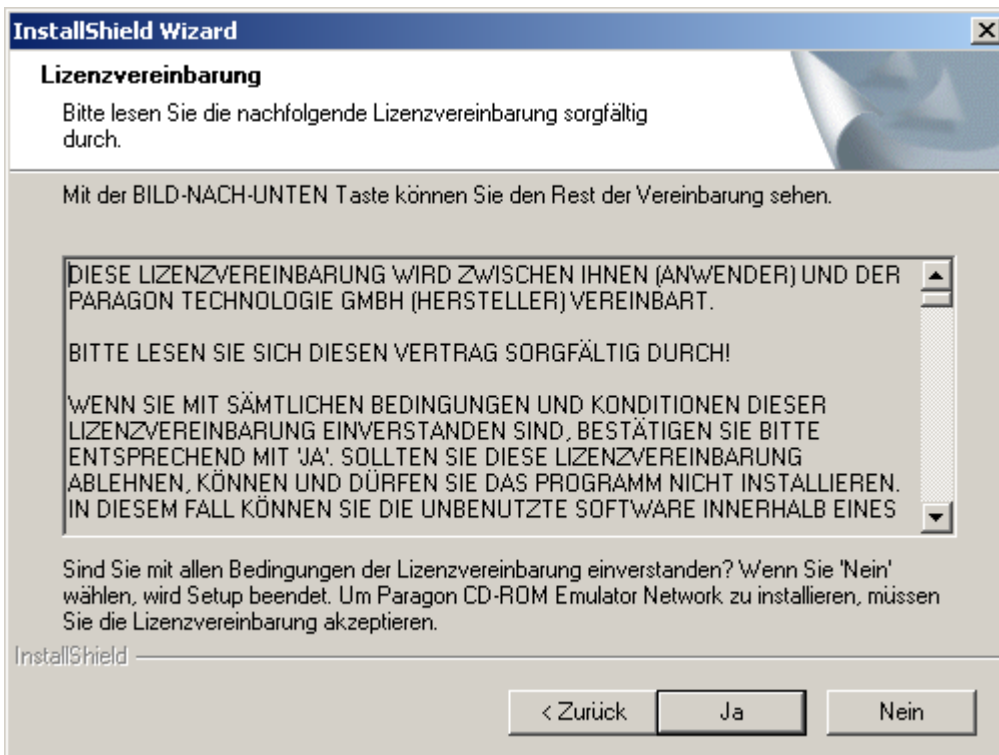 InstallShield Wizard
Lizenzvereinbarung
Bitte lesen Sie die nachfolgende Lizenzvereinbarung sorgfältig
durch.
Mit der BILD-NACH-UNTEN Taste können Sie den Rest der Vereinbarung sehen.
DIESE LIZENZVEREINBARUNG WIRD ZWISCHEN IHNEN (ANWENDER) UND DER
PARAGON TECHNOLOGIE GMBH (HERSTELLER) VEREINBART.
BITTE LESEN SIE SICH DIESEN VERTRAG SORGFÄLTIG DURCH!
WENN SIE MIT SÄMTLICHEN BEDINGUNGEN UND KONDITIONEN DIESER
LIZENZVEREINBARUNG EINVERSTANDEN SIND, BESTÄTIGEN SIE BITTE
ENTSPRECHEND MIT 'JA'. SOLLTEN SIE DIESE LIZENZVEREINBARUNG
ABLEHNEN, KÖNNEN UND DÜRFEN SIE DAS PROGRAMM NICHT INSTALLIEREN.
IN DIESEM FALL KÖNNEN SIE DIE UNBENUTZTE SOFTWARE INNERHALB EINES
Sind Sie mit allen Bedingungen der Lizenzvereinbarung einverstanden? Wenn Sie 'Nein'
wählen, wird Setup beendet. Um Paragon CD-ROM Emulator Network zu installieren, müssen
Sie die Lizenzvereinbarung akzeptieren.
InstallShield
< Zurück
Ja
Nein